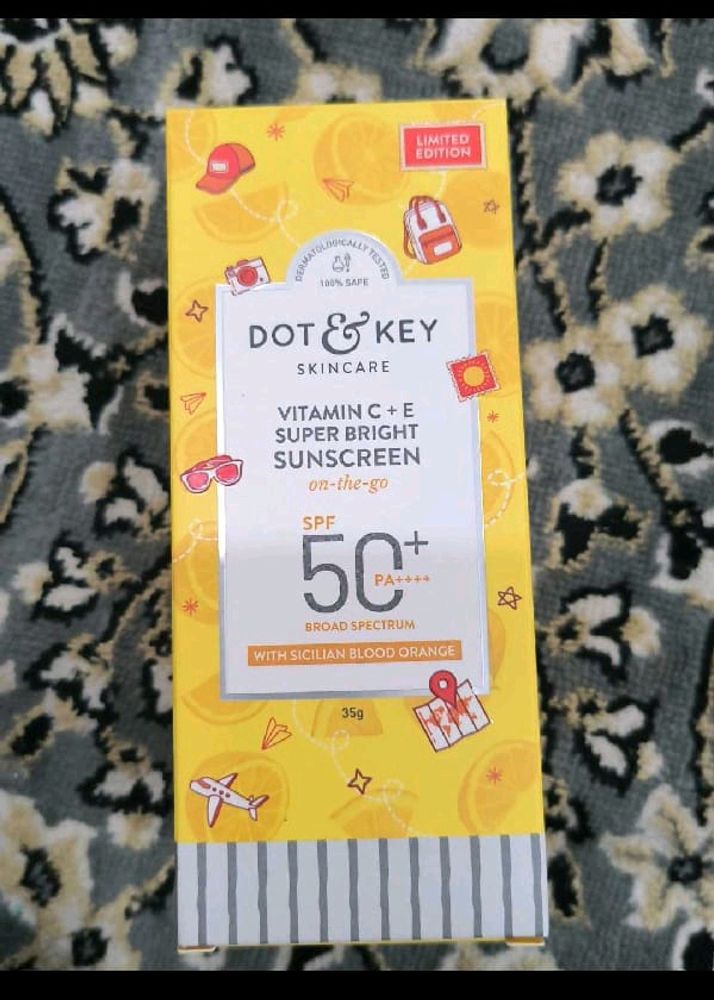 LIMITED
EDITION
DERMATOLOGICALLY TESTED
100% SAFE
DOT & KEY
SKINCARE
VITAMIN C + E
SUPER BRIGHT
SUNSCREEN
on-the-go
SPF
50+
PA++++
BROAD SPECTRUM
WITH SICILIAN BLOOD ORANGE
35g